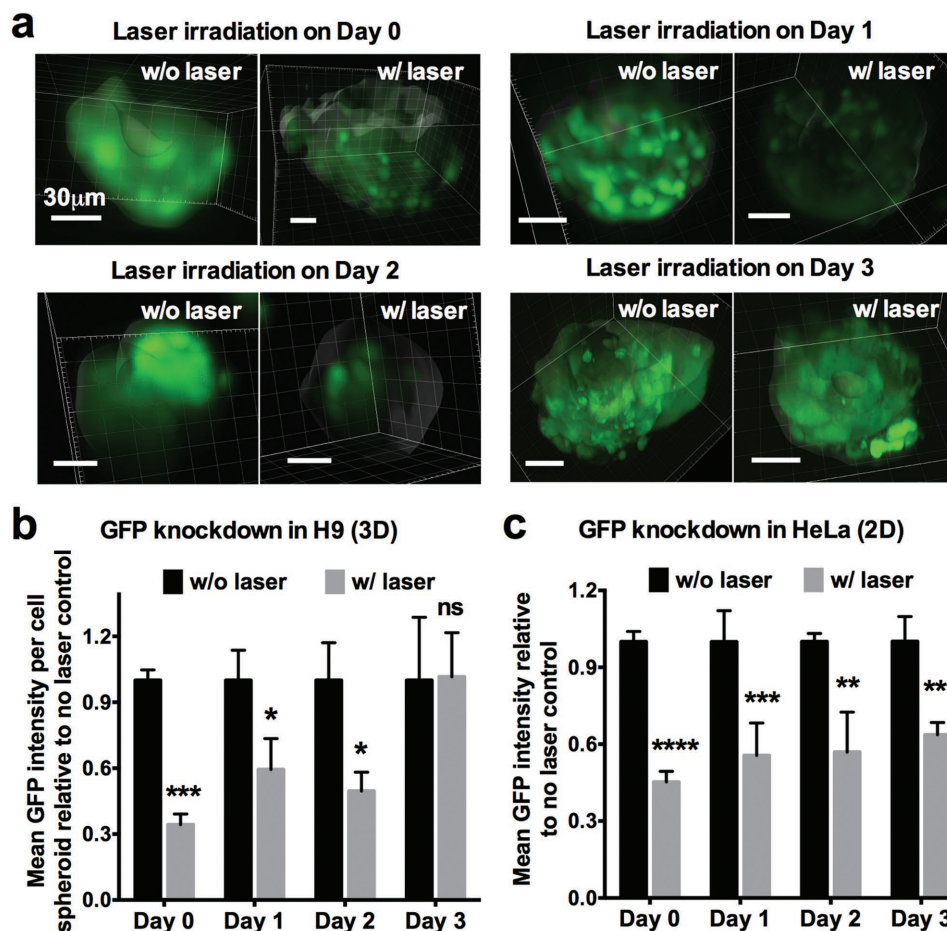 a
Laser irradiation on Day 0
w/o laser
w/ laser
30μm
Laser irradiation on Day 1
w/o laser
w/ laser
Laser irradiation on Day 2
w/o laser
w/ laser
Laser irradiation on Day 3
w/o laser
w/ laser
b
GFP knockdown in H9 (3D)
w/o laser
w/ laser
Mean GFP intensity per cell
spheroid relative to no laser control
1.2
0.9
0.6
0.3
0.0
***
*
*
ns
Day 0
Day 1
Day 2
Day 3
c
GFP knockdown in HeLa (2D)
w/o laser
w/ laser
Mean GFP intensity relative
to no laser control
1.2
0.9
0.6
0.3
0.0
****
***
**
**
Day 0
Day 1
Day 2
Day 3